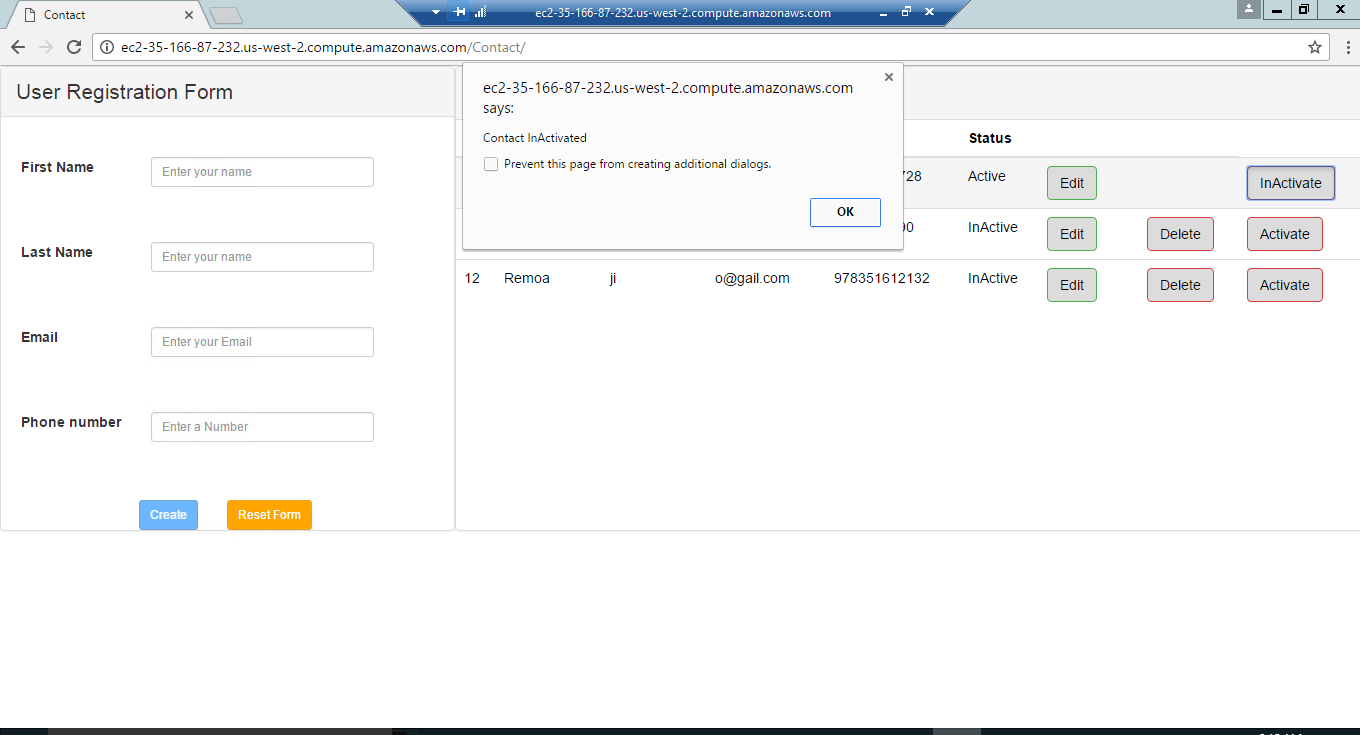 Contact
ec2-35-166-87-232.us-west-2.compute.amazonaws.com
ec2-35-166-87-232.us-west-2.compute.amazonaws.com/Contact/
User Registration Form
First Name Enter your name
Last Name Enter your name
Email Enter your Email
Phone number Enter a Number
Create Reset Form
ec2-35-166-87-232.us-west-2.compute.amazonaws.com
says:
Contact InActivated
Prevent this page from creating additional dialogs.
OK
Status
728 Active Edit InActivate
90 InActive Edit Delete Activate
12 Remoa ji o@gail.com 978351612132 InActive Edit Delete Activate